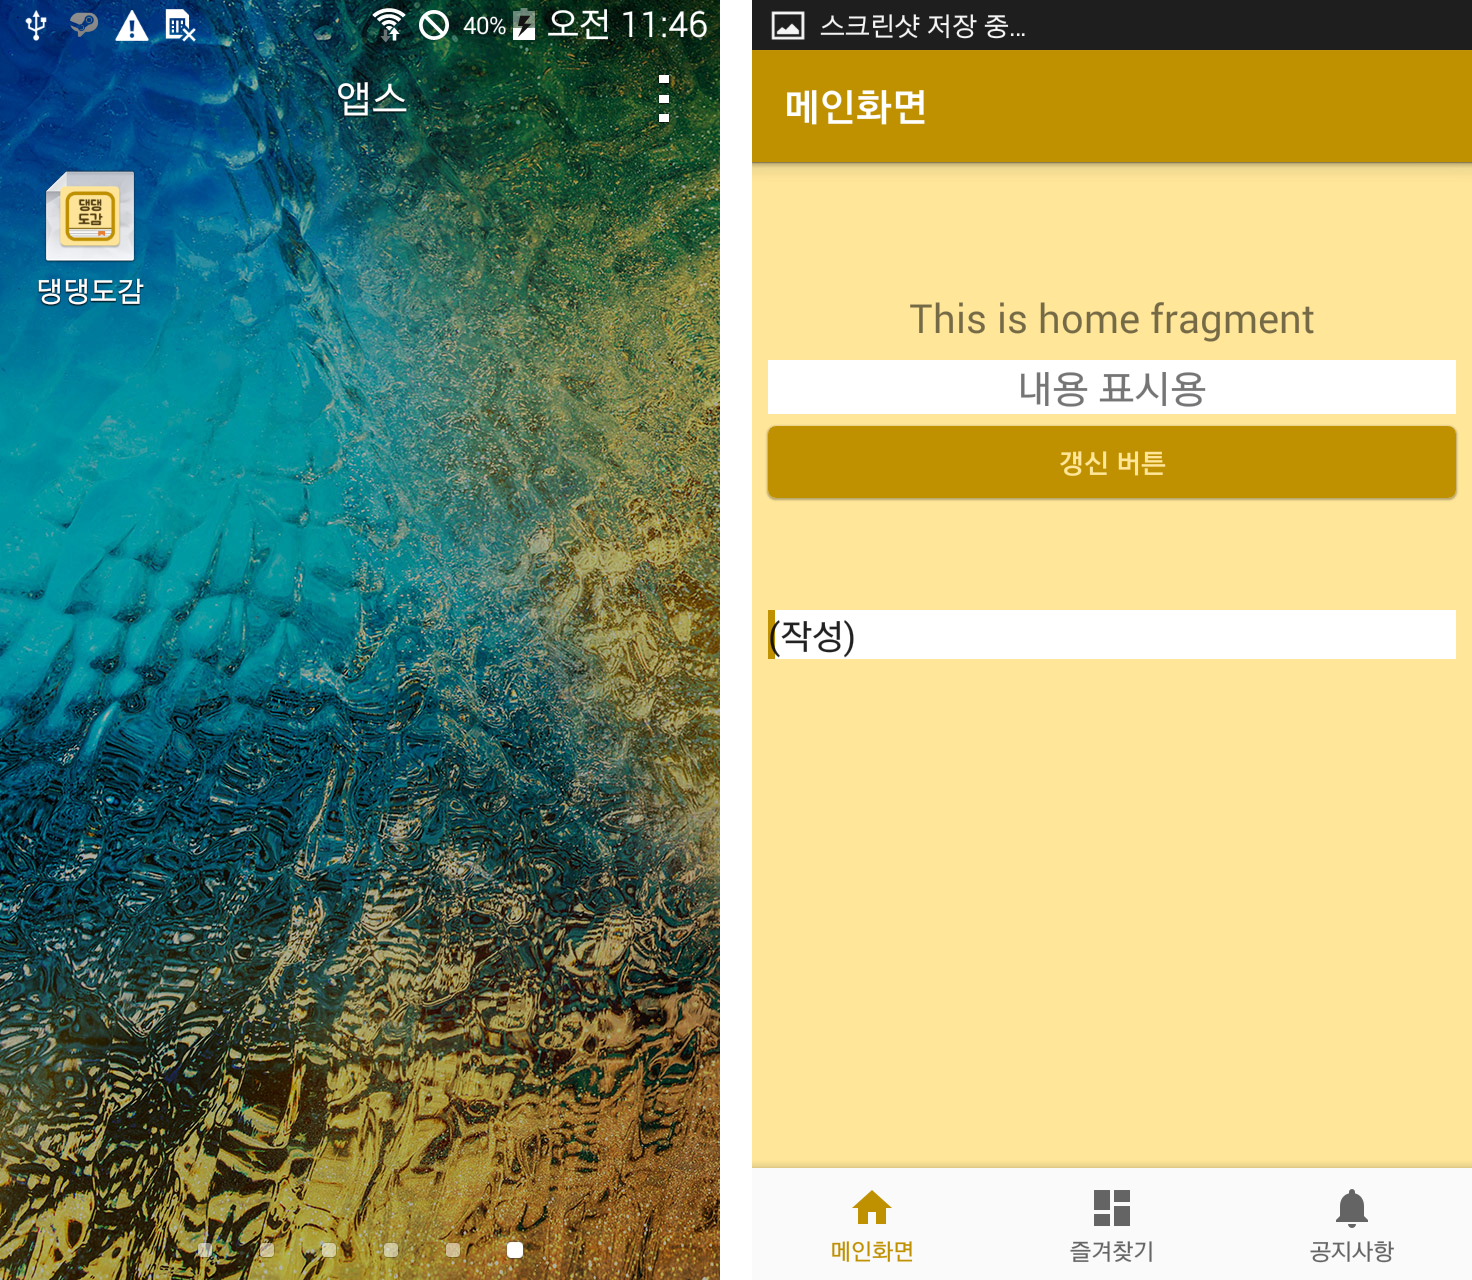 40% 오전 11:46
앱스
댕댕
도감
댕댕도감
스크린샷 저장 중...
메인화면
This is home fragment
내용 표시용
갱신 버튼
(작성)
메인화면
즐겨찾기
공지사항